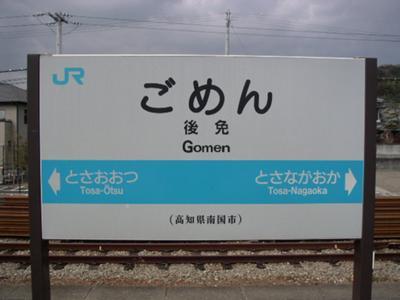 JR
ごめん
後免
Gomen
とさおおつ
Tosa-Ōtsu
とさながおか
Tosa-Nagaoka
(高知県南国市)